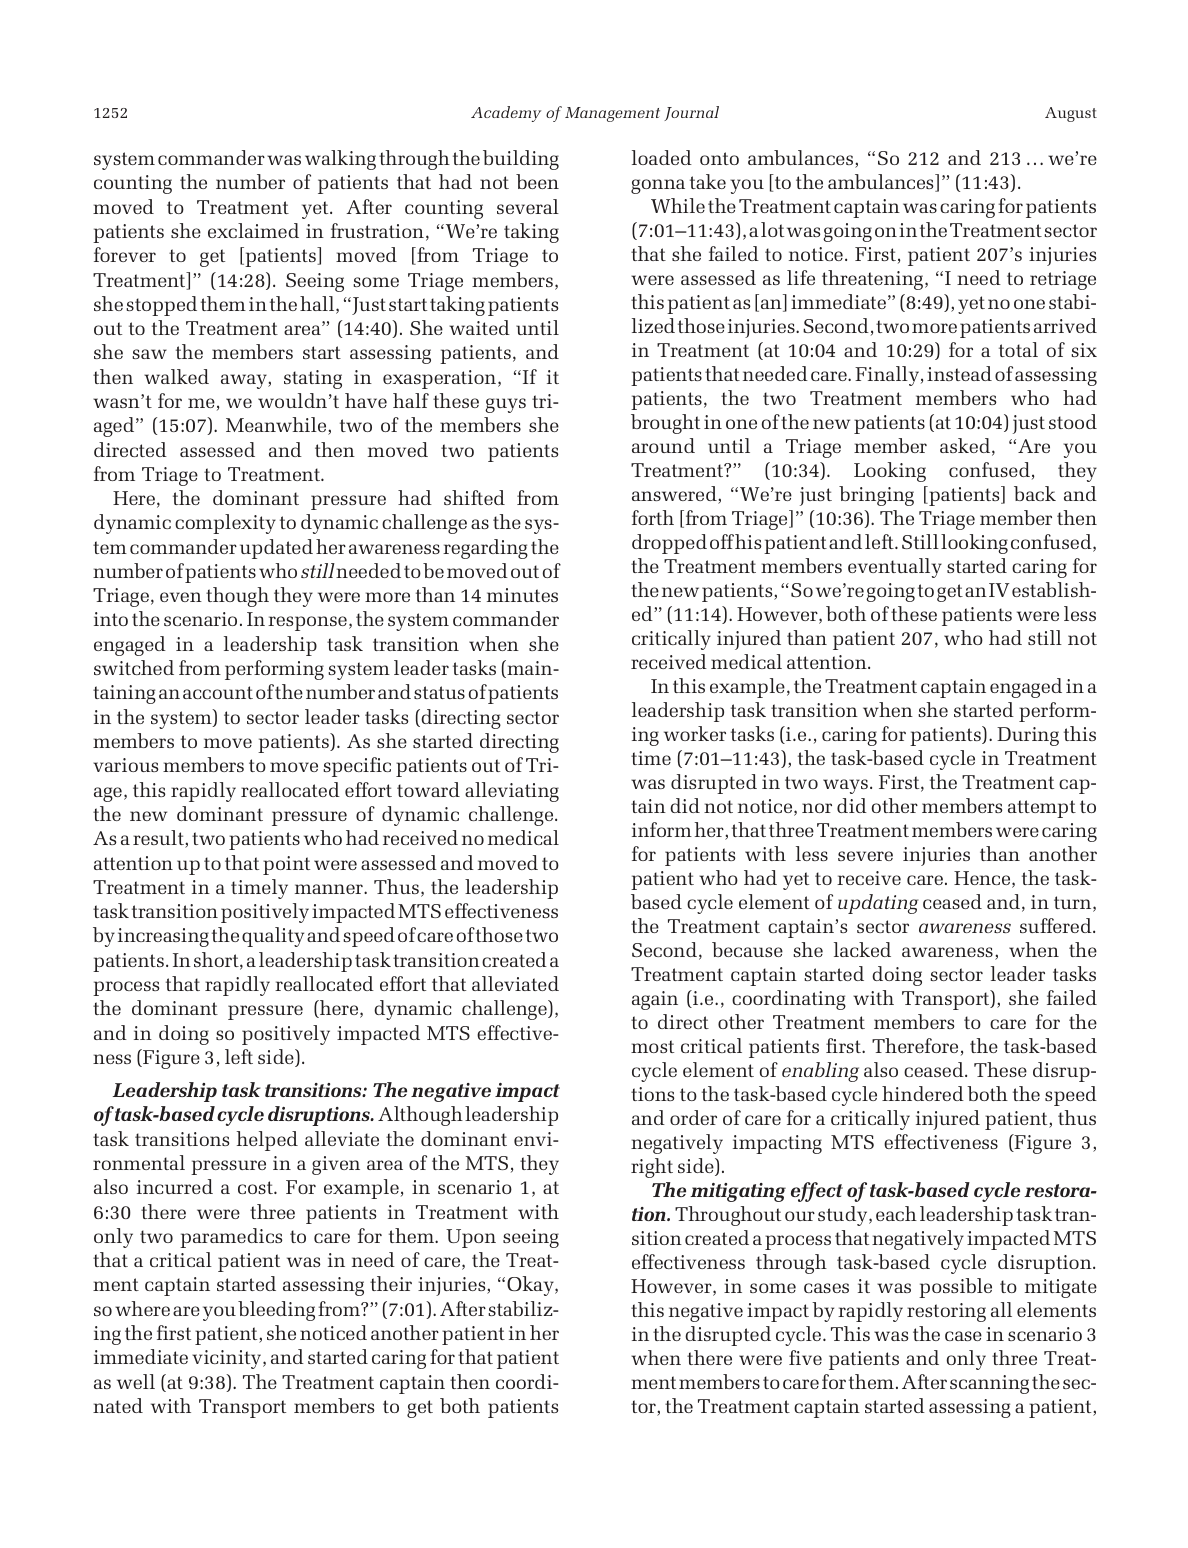 1252
Academy of Management Journal
August
system commander was walking through the building
counting the number of patients that had not been
moved to Treatment yet. After counting several
patients she exclaimed in frustration, “We’re taking
forever to get [patients] moved [from Triage to
Treatment]” (14:28). Seeing some Triage members,
she stopped them in the hall, “Just start taking patients
out to the Treatment area” (14:40). She waited until
she saw the members start assessing patients, and
then walked away, stating in exasperation, “If it
wasn’t for me, we wouldn’t have half these guys tri-
aged” (15:07). Meanwhile, two of the members she
directed assessed and then moved two patients
from Triage to Treatment.
Here, the dominant pressure had shifted from
dynamic complexity to dynamic challenge as the sys-
tem commander updated her awareness regarding the
number of patients who still needed to be moved out of
Triage, even though they were more than 14 minutes
into the scenario. In response, the system commander
engaged in a leadership task transition when she
switched from performing system leader tasks (main-
taining an account of the number and status of patients
in the system) to sector leader tasks (directing sector
members to move patients). As she started directing
various members to move specific patients out of Tri-
age, this rapidly reallocated effort toward alleviating
the new dominant pressure of dynamic challenge.
As a result, two patients who had received no medical
attention up to that point were assessed and moved to
Treatment in a timely manner. Thus, the leadership
task transition positively impacted MTS effectiveness
by increasing the quality and speed of care of those two
patients. In short, a leadership task transition created a
process that rapidly reallocated effort that alleviated
the dominant pressure (here, dynamic challenge),
and in doing so positively impacted MTS effective-
ness (Figure 3, left side).
Leadership task transitions: The negative impact
of task-based cycle disruptions. Although leadership
task transitions helped alleviate the dominant envi-
ronmental pressure in a given area of the MTS, they
also incurred a cost. For example, in scenario 1, at
6:30 there were three patients in Treatment with
only two paramedics to care for them. Upon seeing
that a critical patient was in need of care, the Treat-
ment captain started assessing their injuries, “Okay,
so where are you bleeding from?” (7:01). After stabiliz-
ing the first patient, she noticed another patient in her
immediate vicinity, and started caring for that patient
as well (at 9:38). The Treatment captain then coordi-
nated with Transport members to get both patients
loaded onto ambulances, “So 212 and 213 … we’re
gonna take you [to the ambulances]” (11:43).
While the Treatment captain was caring for patients
(7:01–11:43), a lot was going on in the Treatment sector
that she failed to notice. First, patient 207’s injuries
were assessed as life threatening, “I need to retriage
this patient as [an] immediate” (8:49), yet no one stabi-
lized those injuries. Second, two more patients arrived
in Treatment (at 10:04 and 10:29) for a total of six
patients that needed care. Finally, instead of assessing
patients, the two Treatment members who had
brought in one of the new patients (at 10:04) just stood
around until a Triage member asked, “Are you
Treatment?” (10:34). Looking confused, they
answered, “We’re just bringing [patients] back and
forth [from Triage]” (10:36). The Triage member then
dropped off his patient and left. Still looking confused,
the Treatment members eventually started caring for
the new patients, “So we’re going to get an IV establish-
ed” (11:14). However, both of these patients were less
critically injured than patient 207, who had still not
received medical attention.
In this example, the Treatment captain engaged in a
leadership task transition when she started perform-
ing worker tasks (i.e., caring for patients). During this
time (7:01–11:43), the task-based cycle in Treatment
was disrupted in two ways. First, the Treatment cap-
tain did not notice, nor did other members attempt to
inform her, that three Treatment members were caring
for patients with less severe injuries than another
patient who had yet to receive care. Hence, the task-
based cycle element of updating ceased and, in turn,
the Treatment captain’s sector awareness suffered.
Second, because she lacked awareness, when the
Treatment captain started doing sector leader tasks
again (i.e., coordinating with Transport), she failed
to direct other Treatment members to care for the
most critical patients first. Therefore, the task-based
cycle element of enabling also ceased. These disrup-
tions to the task-based cycle hindered both the speed
and order of care for a critically injured patient, thus
negatively impacting MTS effectiveness (Figure 3,
right side).
The mitigating effect of task-based cycle restora-
tion. Throughout our study, each leadership task tran-
sition created a process that negatively impacted MTS
effectiveness through task-based cycle disruption.
However, in some cases it was possible to mitigate
this negative impact by rapidly restoring all elements
in the disrupted cycle. This was the case in scenario 3
when there were five patients and only three Treat-
ment members to care for them. After scanning the sec-
tor, the Treatment captain started assessing a patient,